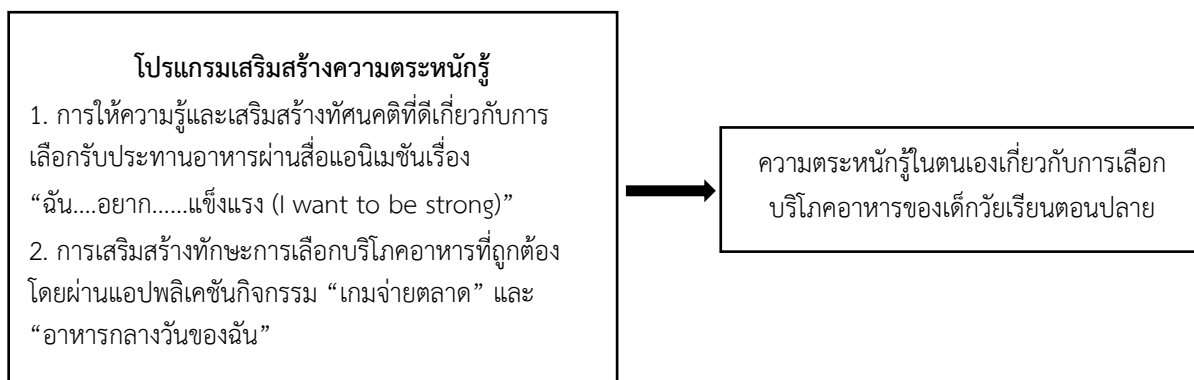 โปรแกรมเสริมสร้างความตระหนักรู้
1. การให้ความรู้และเสริมสร้างทัศนคติที่ดีเกี่ยวกับการ
เลือกรับประทานอาหารผ่านสื่อแอนิเมชันเรื่อง
“ฉัน....อยาก......แข็งแรง (I want to be strong)”
2. การเสริมสร้างทักษะการเลือกบริโภคอาหารที่ถูกต้อง
โดยผ่านแอปพลิเคชันกิจกรรม “เกมจ่ายตลาด” และ
“อาหารกลางวันของฉัน”
ความตระหนักรู้ในตนเองเกี่ยวกับการเลือก
บริโภคอาหารของเด็กวัยเรียนตอนปลาย